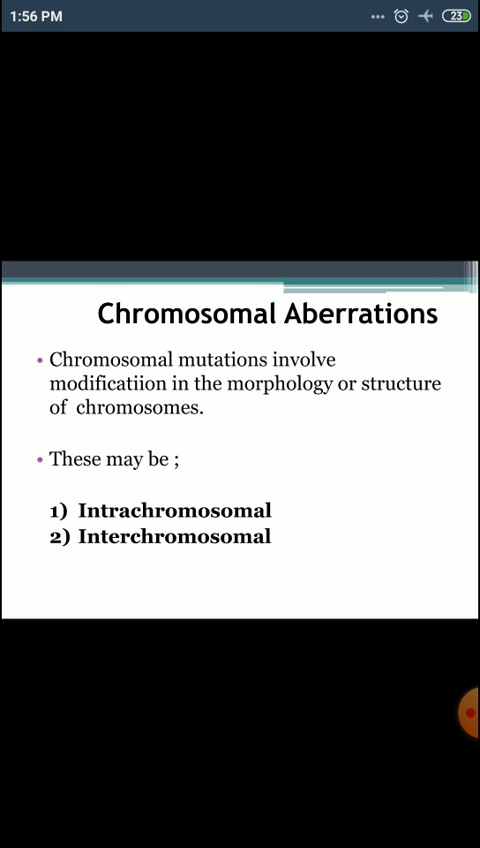 1:56 PM
23
Chromosomal Aberrations
• Chromosomal mutations involve
modificatiion in the morphology or structure
of chromosomes.
• These may be ;
1) Intrachromosomal
2) Interchromosomal